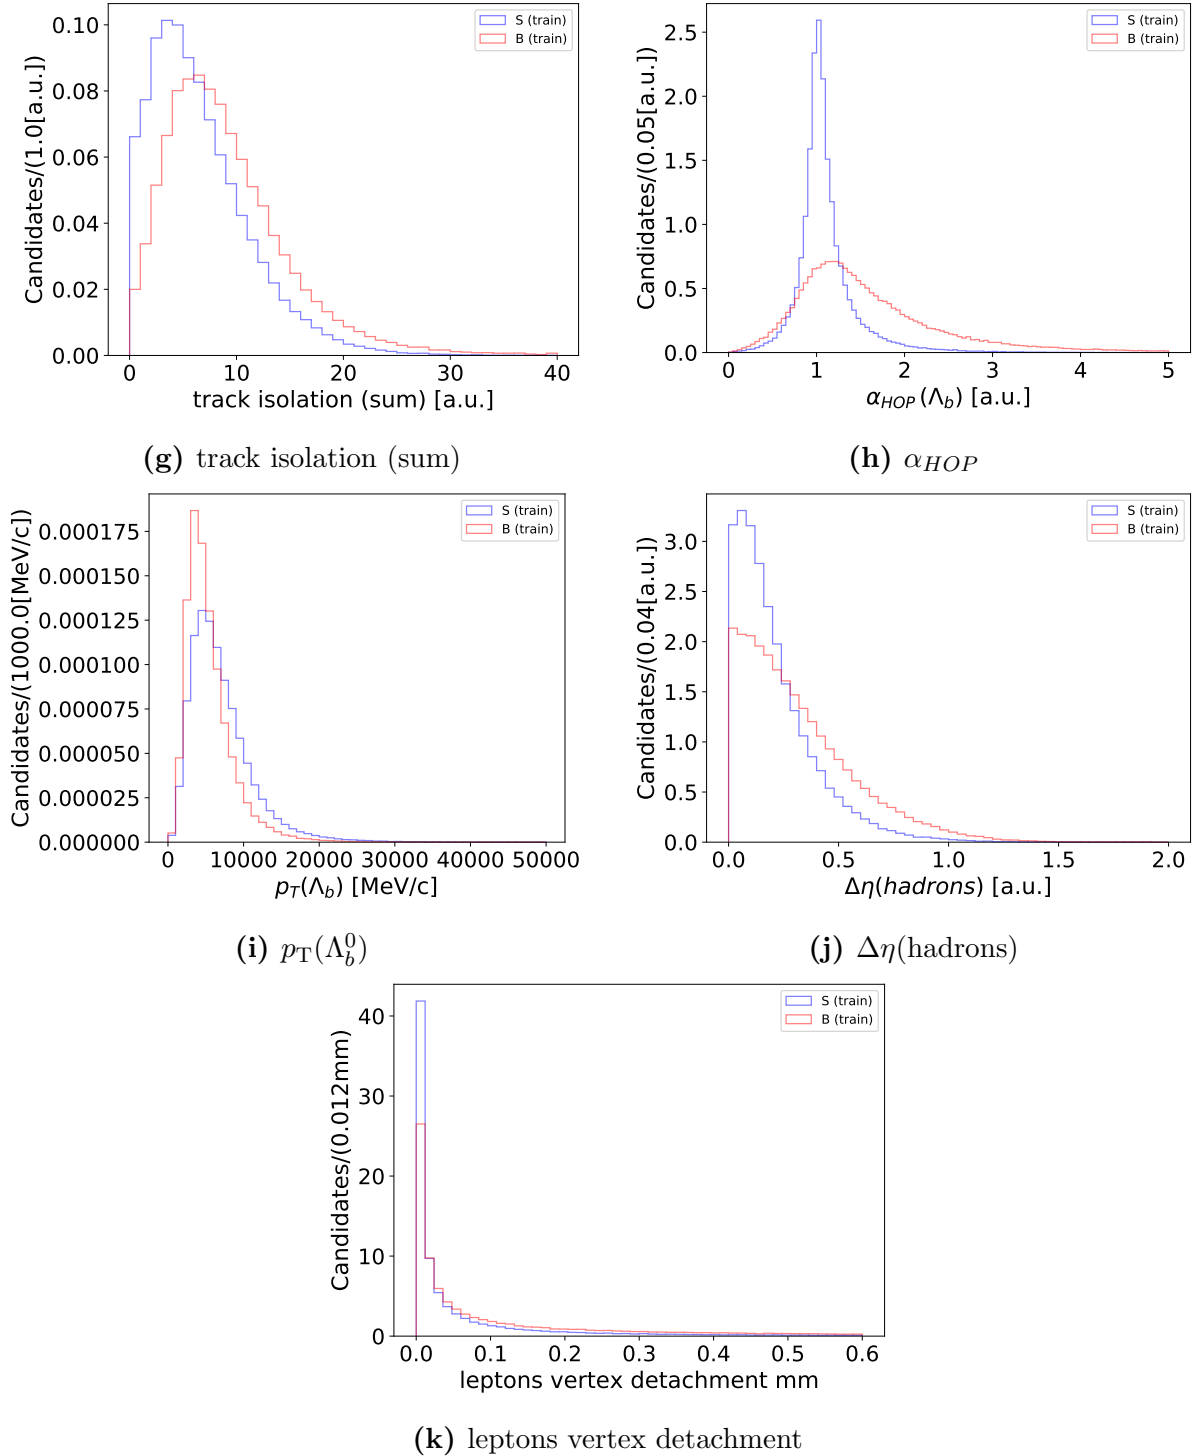 Candidates/(1.0[a.u.])
0.10
0.08
0.06
0.04
0.02
0.00
S (train)
B (train)
0 10 20 30 40
track isolation (sum) [a.u.]
(g) track isolation (sum)
Candidates/(0.05[a.u.])
2.5
2.0
1.5
1.0
0.5
0.0
S (train)
B (train)
0 1 2 3 4 5
α_HOP(Λ_b) [a.u.]
(h) α_HOP
Candidates/(1000.0[MeV/c])
0.000175
0.000150
0.000125
0.000100
0.000075
0.000050
0.000025
0.000000
S (train)
B (train)
0 10000 20000 30000 40000 50000
p_T(Λ_b) [MeV/c]
(i) p_T(Λ_b^0)
Candidates/(0.04[a.u.])
3.0
2.5
2.0
1.5
1.0
0.5
0.0
S (train)
B (train)
0.0 0.5 1.0 1.5 2.0
Δη(hadrons) [a.u.]
(j) Δη(hadrons)
Candidates/(0.012mm)
40
30
20
10
0
S (train)
B (train)
0.0 0.1 0.2 0.3 0.4 0.5 0.6
leptons vertex detachment mm
(k) leptons vertex detachment